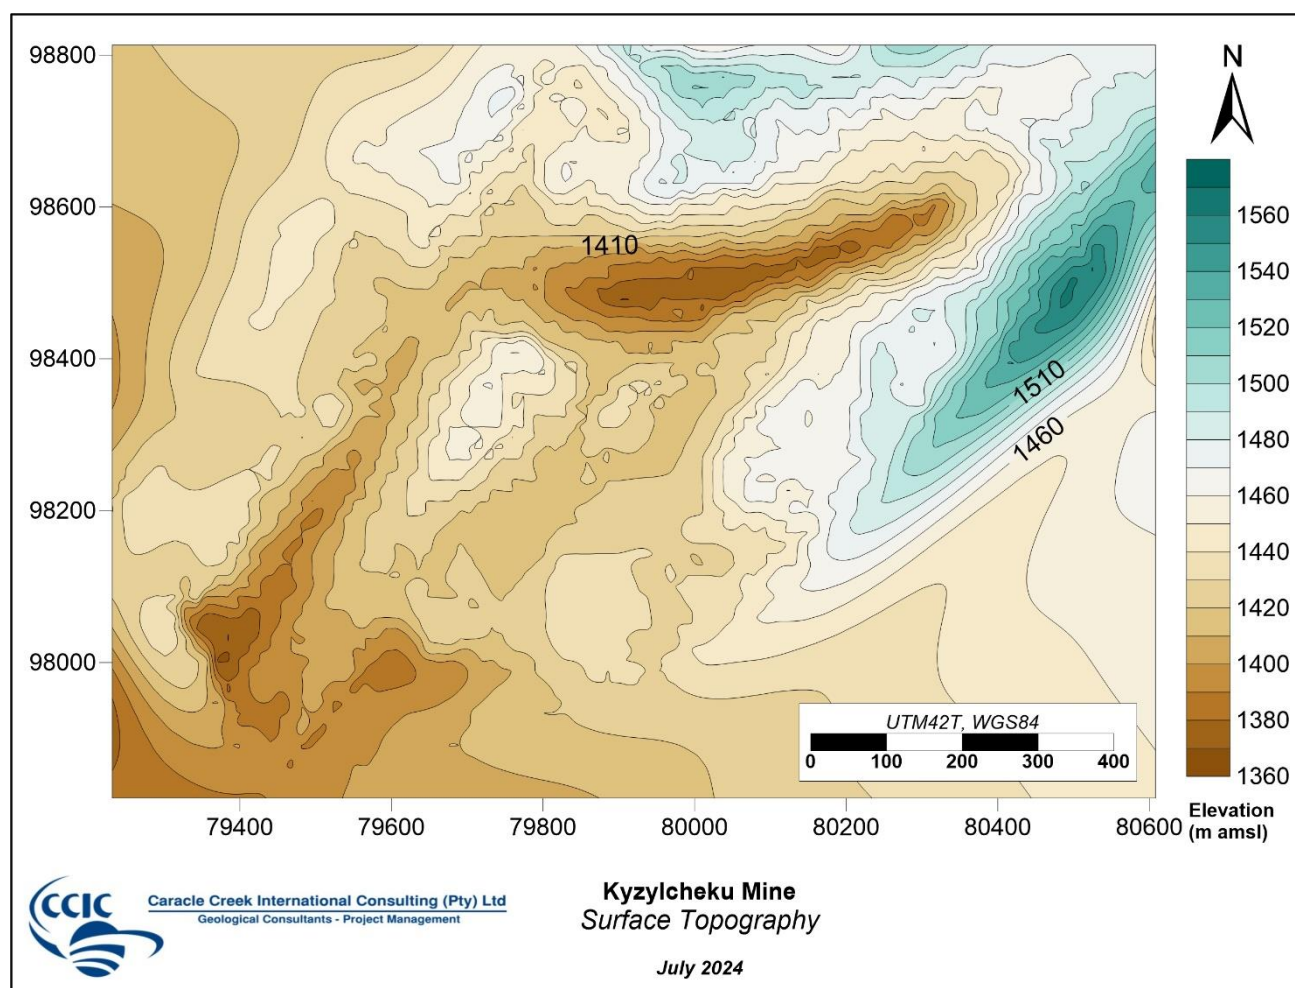 98800
98600
98400
98200
98000
79400
79600
79800
80000
80200
80400
80600
1410
1510
1460
N
1560
1540
1520
1500
1480
1460
1440
1420
1400
1380
1360
Elevation
(m amsl)
UTM42T, WGS84
0 100 200 300 400
CCIC
Caracle Creek International Consulting (Pty) Ltd
Geological Consultants - Project Management
Kyzylcheku Mine
Surface Topography
July 2024